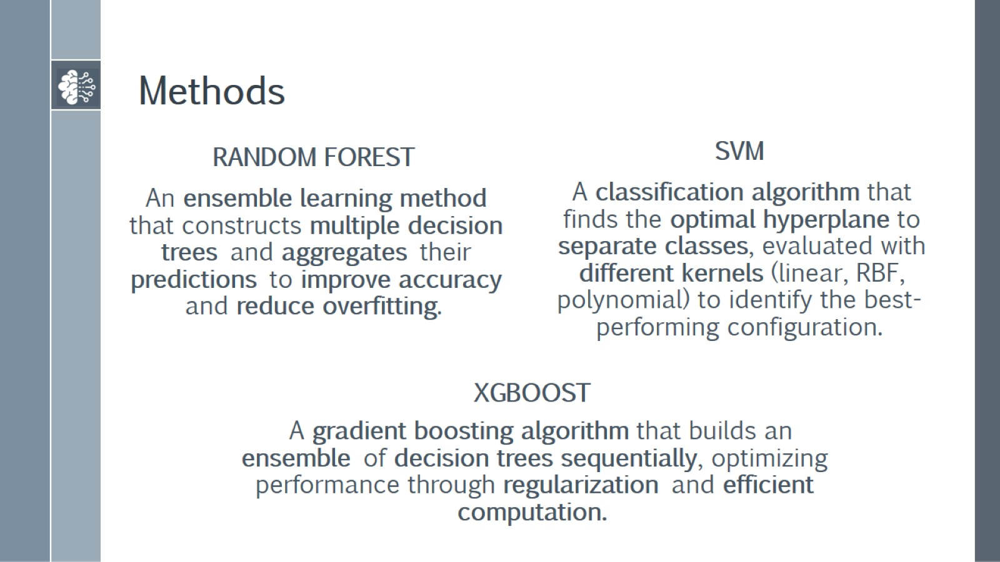 Methods
RANDOM FOREST
An ensemble learning method
that constructs multiple decision
trees and aggregates their
predictions to improve accuracy
and reduce overfitting.
SVM
A classification algorithm that
finds the optimal hyperplane to
separate classes, evaluated with
different kernels (linear, RBF,
polynomial) to identify the best-
performing configuration.
XGBOOST
A gradient boosting algorithm that builds an
ensemble of decision trees sequentially, optimizing
performance through regularization and efficient
computation.